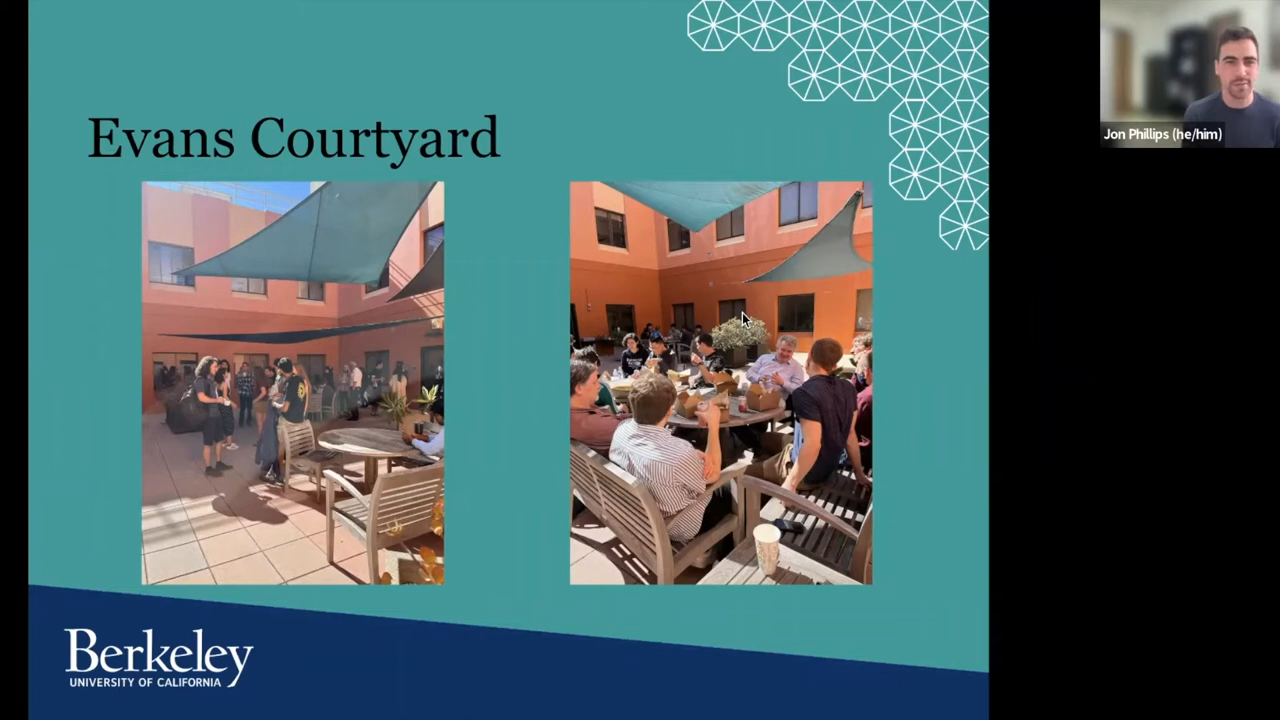 Evans Courtyard
Jon Phillips (he/him)
Berkeley
UNIVERSITY OF CALIFORNIA